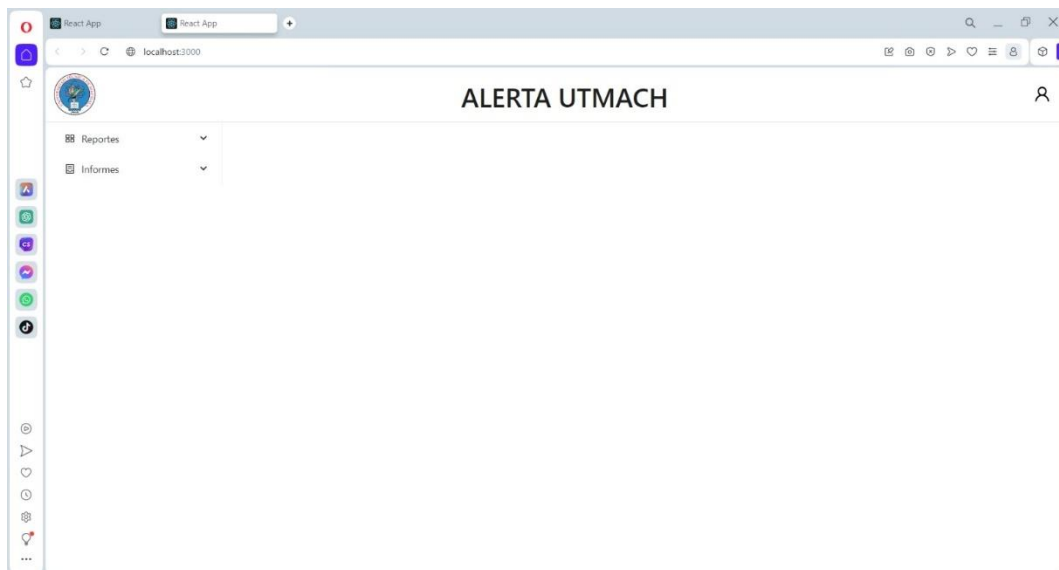 React App
React App
localhost:3000
ALERTA UTMACH
Reportes
Informes